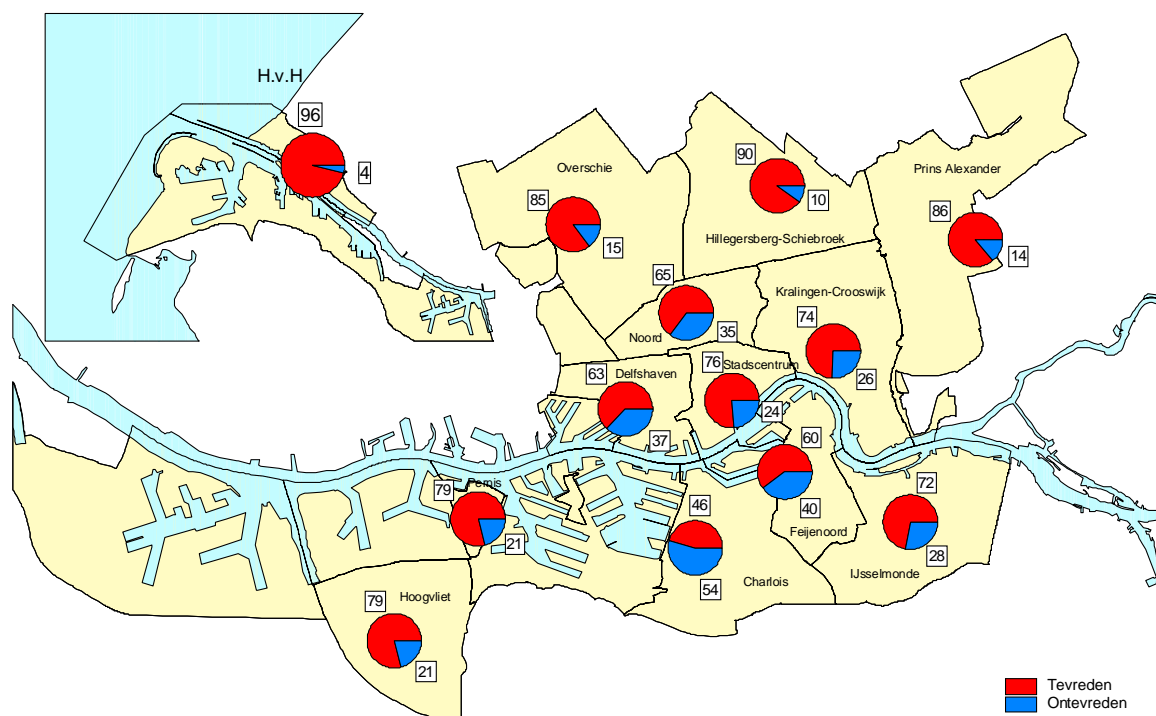 H.v.H
96
4
Overschie
85
15
90
10
Hillegersberg-Schiebroek
Prins Alexander
86
14
65
35
Noord
Kralingen-Crooswijk
74
26
63
Delfshaven
37
76
Stadscentrum
24
60
40
Feijenoord
Pernis
79
21
46
54
Charlois
72
28
IJsselmonde
79
Hoogvliet
21
Tevreden
Ontevreden